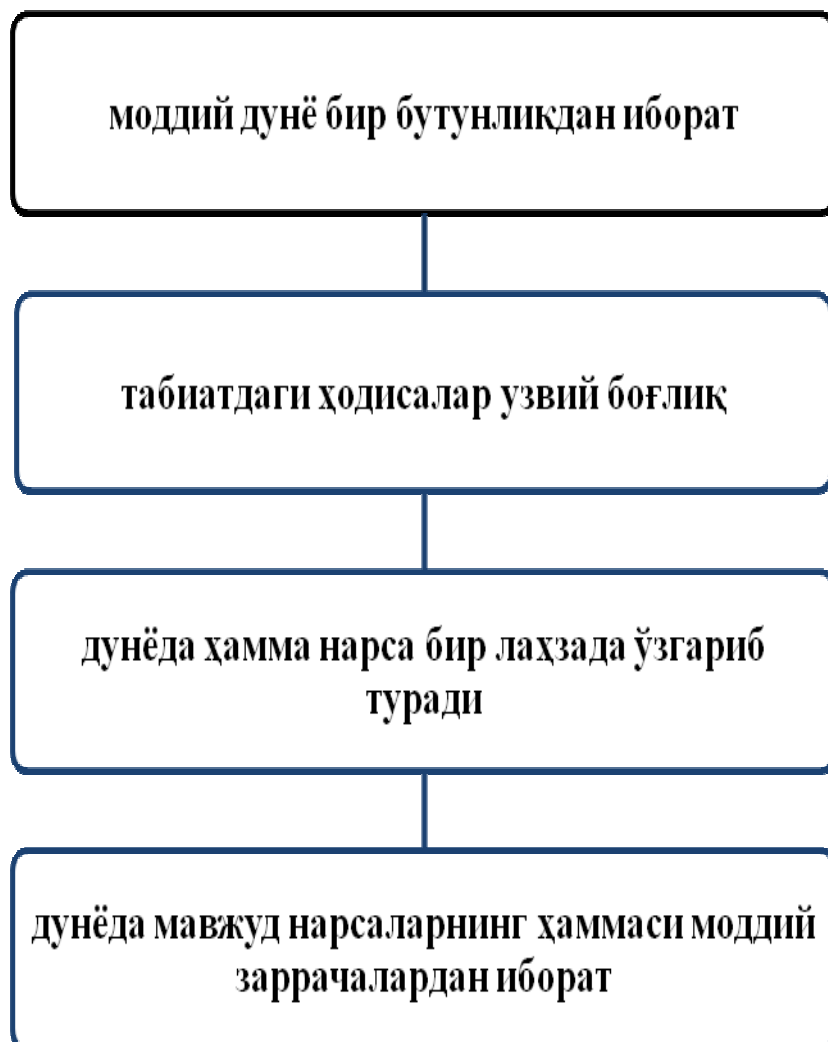 моддий дунё бир бутунликдан иборат
табиатдаги ҳодисалар узвий боғлиқ
дунёда ҳамма нарса бир лаҳзада ўзгариб
туради
дунёда мавжуд нарсаларнинг ҳаммаси моддий
заррачалардан иборат